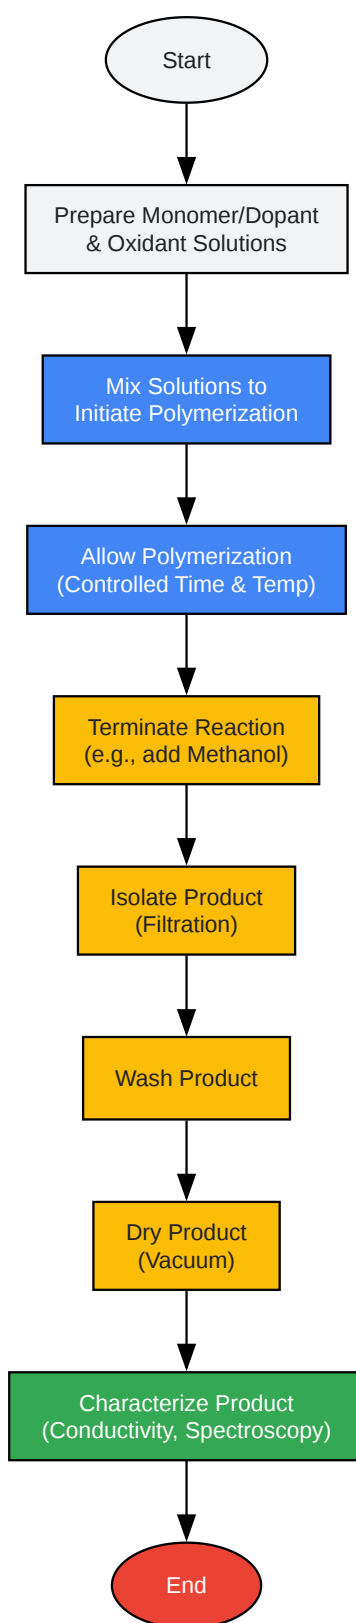 Start
Prepare Monomer/Dopant
& Oxidant Solutions
Mix Solutions to
Initiate Polymerization
Allow Polymerization
(Controlled Time & Temp)
Terminate Reaction
(e.g., add Methanol)
Isolate Product
(Filtration)
Wash Product
Dry Product
(Vacuum)
Characterize Product
(Conductivity, Spectroscopy)
End